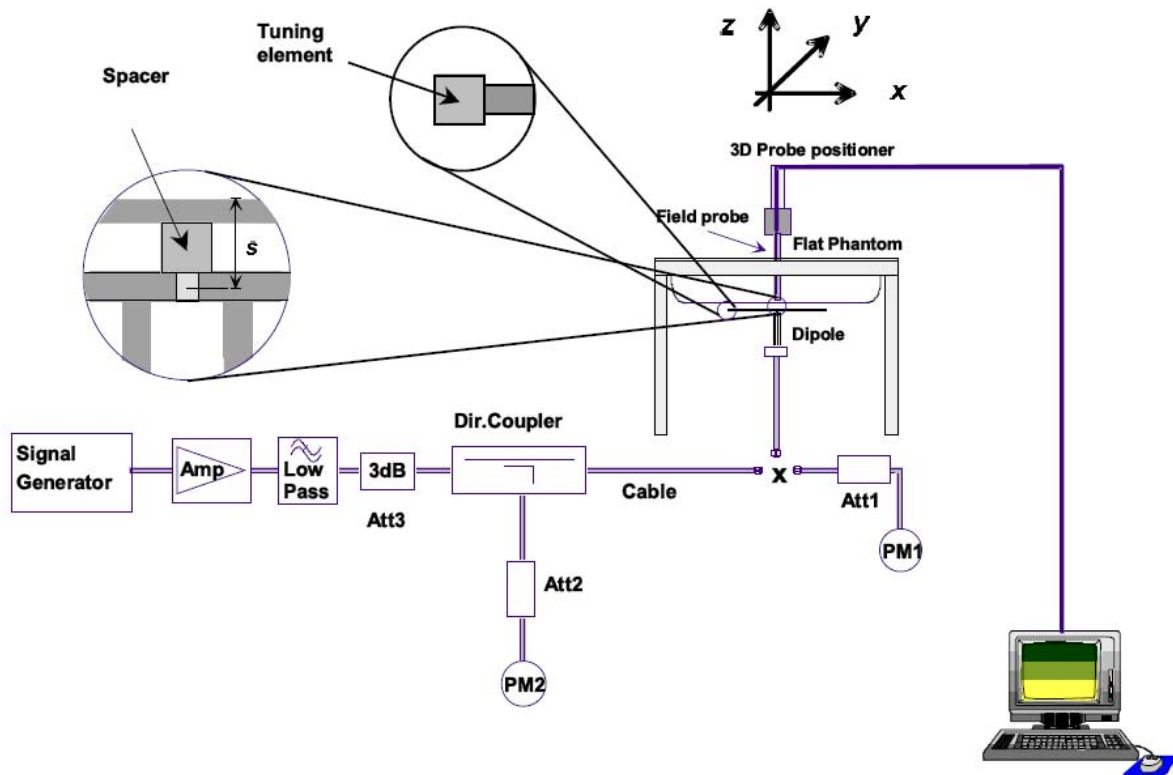 Tuning
element
Spacer
z
y
x
3D Probe positioner
Field probe
Flat Phantom
s
Dipole
Dir.Coupler
Signal
Generator
Amp
Low
Pass
3dB
Att3
Cable
x
Att1
PM1
Att2
PM2